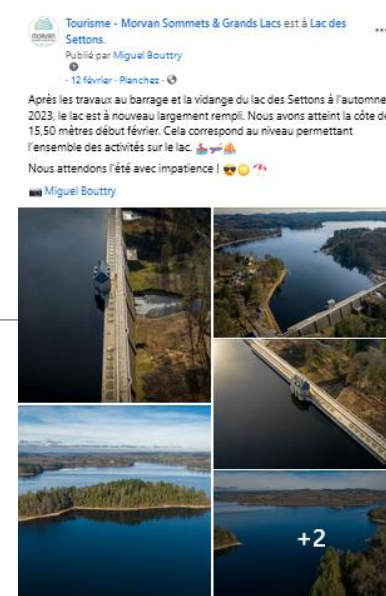 Tourisme - Morvan Sommets & Grands Lacs est à Lac des
Settons.
Publié par Miguel Bouttry
· 12 février · Planchez ·
Après les travaux au barrage et la vidange du lac des Settons à l'automne
2023, le lac est à nouveau largement rempli. Nous avons atteint la côte de
15,50 mètres début février. Cela correspond au niveau permettant
l'ensemble des activités sur le lac.
Nous attendons l'été avec impatience !
Miguel Bouttry
+2